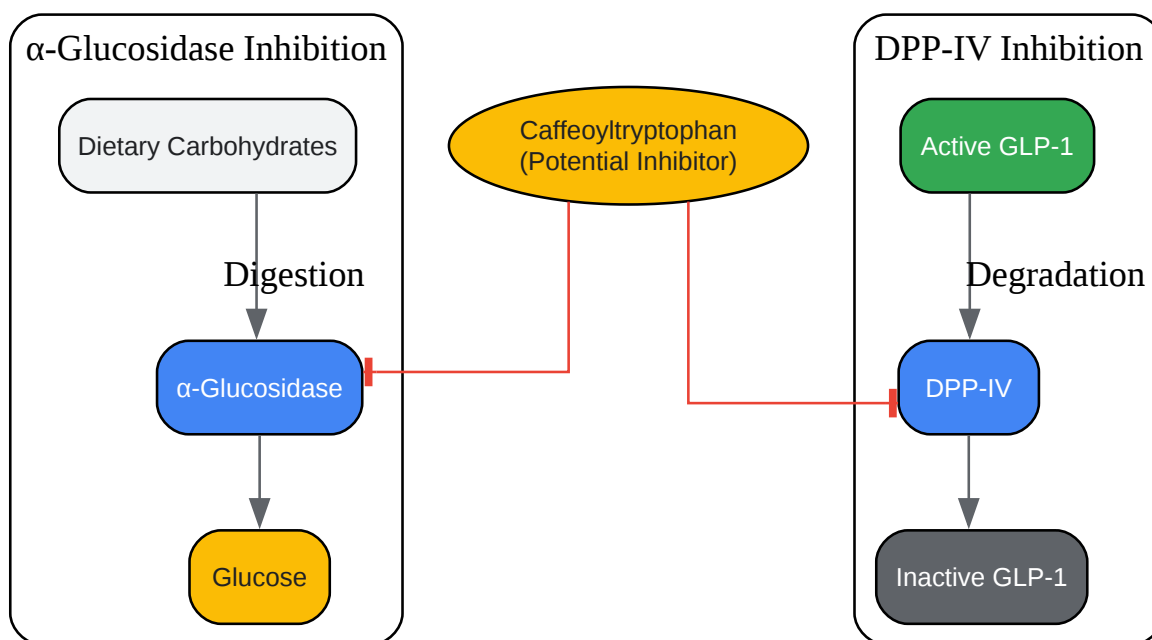 α-Glucosidase Inhibition
Dietary Carbohydrates
Digestion
α-Glucosidase
Glucose
Caffeoyltryptophan
(Potential Inhibitor)
DPP-IV Inhibition
Active GLP-1
Degradation
DPP-IV
Inactive GLP-1